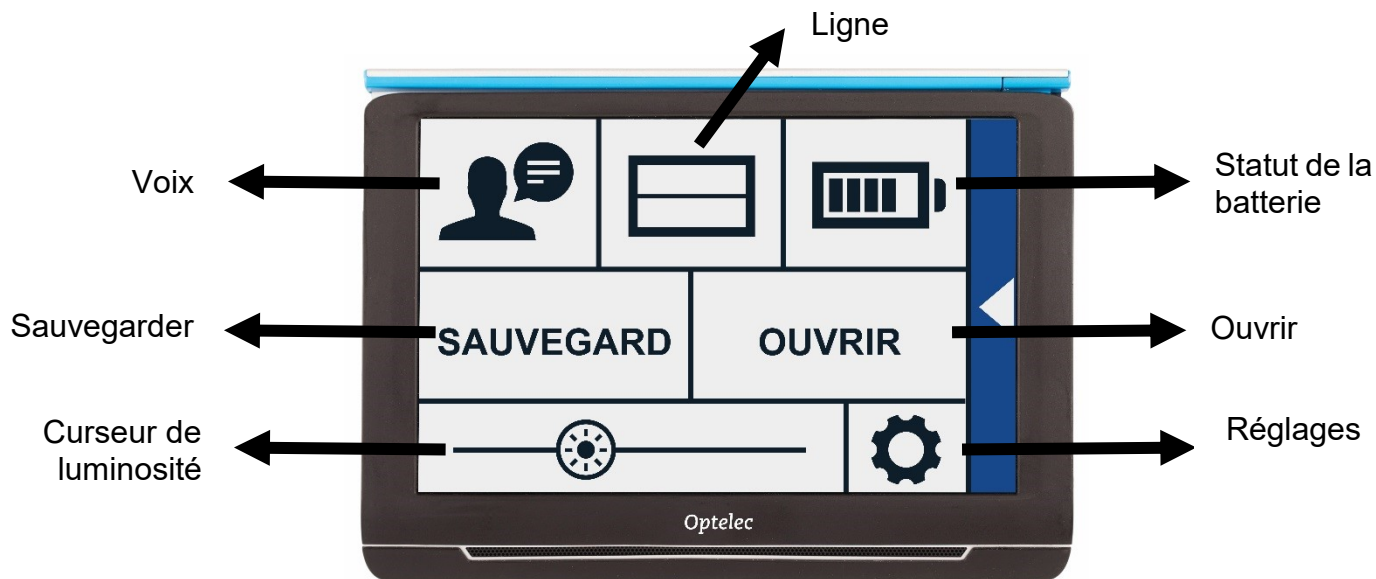 Ligne
Voix
Statut de la
batterie
Sauvegarder
SAUVEGARD
OUVRIR
Ouvrir
Curseur de
luminosité
Réglages
Optelec